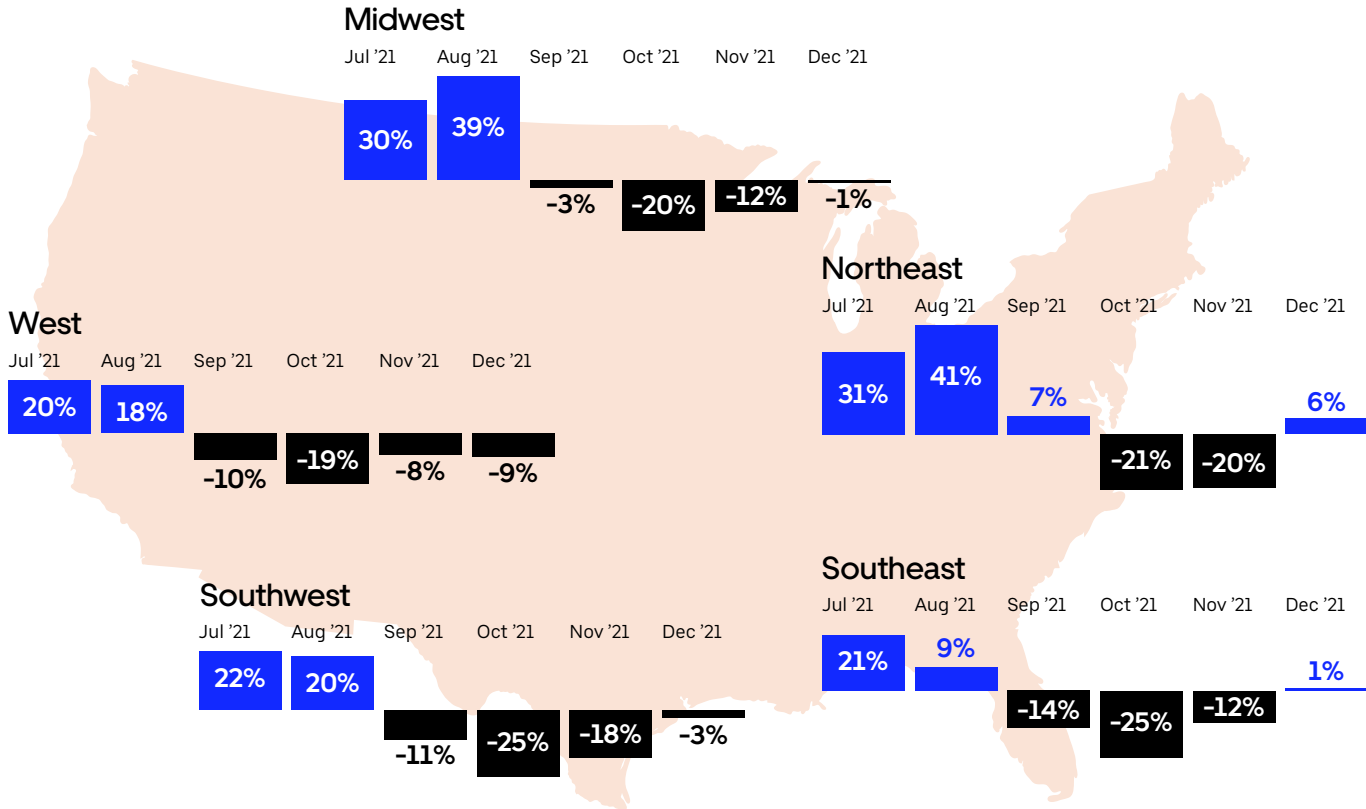 Midwest
Jul ’21 Aug ’21 Sep ’21 Oct ’21 Nov ’21 Dec ’21
30% 39% -3% -20% -12% -1%
Northeast
Jul ’21 Aug ’21 Sep ’21 Oct ’21 Nov ’21 Dec ’21
31% 41% 7% -21% -20% 6%
West
Jul ’21 Aug ’21 Sep ’21 Oct ’21 Nov ’21 Dec ’21
20% 18% -10% -19% -8% -9%
Southeast
Jul ’21 Aug ’21 Sep ’21 Oct ’21 Nov ’21 Dec ’21
21% 9% -14% -25% -12% 1%
Southwest
Jul ’21 Aug ’21 Sep ’21 Oct ’21 Nov ’21 Dec ’21
22% 20% -11% -25% -18% -3%